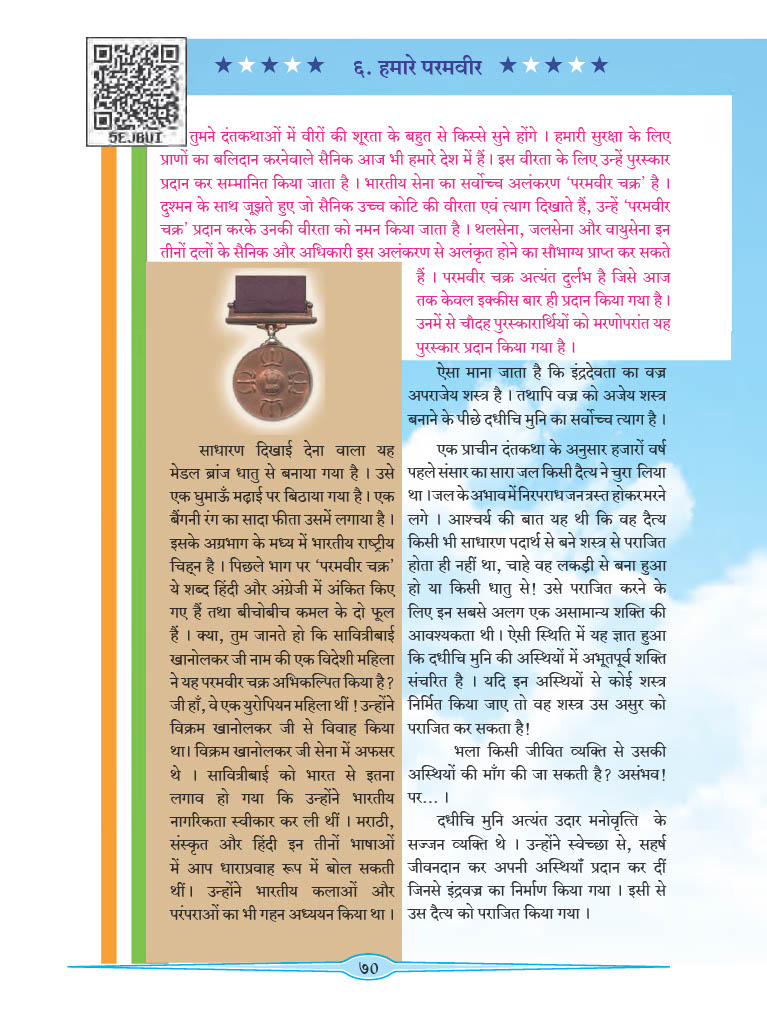 ६. हमारे परमवीर
5EJBUI
तुमने दंतकथाओं में वीरों की शूरता के बहुत से किस्से सुने होंगे । हमारी सुरक्षा के लिए
प्राणों का बलिदान करनेवाले सैनिक आज भी हमारे देश में हैं। इस वीरता के लिए उन्हें पुरस्कार
प्रदान कर सम्मानित किया जाता है । भारतीय सेना का सर्वोच्च अलंकरण ‘परमवीर चक्र’ है ।
दुश्मन के साथ जूझते हुए जो सैनिक उच्च कोटि की वीरता एवं त्याग दिखाते हैं, उन्हें ‘परमवीर
चक्र’ प्रदान करके उनकी वीरता को नमन किया जाता है । थलसेना, जलसेना और वायुसेना इन
तीनों दलों के सैनिक और अधिकारी इस अलंकरण से अलंकृत होने का सौभाग्य प्राप्त कर सकते
हैं । परमवीर चक्र अत्यंत दुर्लभ है जिसे आज
तक केवल इक्कीस बार ही प्रदान किया गया है ।
उनमें से चौदह पुरस्कारार्थियों को मरणोपरांत यह
पुरस्कार प्रदान किया गया है ।
साधारण दिखाई देना वाला यह
मेडल ब्रांज धातु से बनाया गया है । उसे
एक घुमाऊँ मढ़ाई पर बिठाया गया है । एक
बैंगनी रंग का सादा फीता उसमें लगाया है ।
इसके अग्रभाग के मध्य में भारतीय राष्ट्रीय
चिह्न है । पिछले भाग पर ‘परमवीर चक्र’
ये शब्द हिंदी और अंग्रेजी में अंकित किए
गए हैं तथा बीचोबीच कमल के दो फूल
हैं । क्या, तुम जानते हो कि सावित्रीबाई
खानोलकर जी नाम की एक विदेशी महिला
ने यह परमवीर चक्र अभिकल्पित किया है?
जी हाँ, वे एक युरोपियन महिला थीं ! उन्होंने
विक्रम खानोलकर जी से विवाह किया
था। विक्रम खानोलकर जी सेना में अफसर
थे । सावित्रीबाई को भारत से इतना
लगाव हो गया कि उन्होंने भारतीय
नागरिकता स्वीकार कर ली थीं । मराठी,
संस्कृत और हिंदी इन तीनों भाषाओं
में आप धाराप्रवाह रूप में बोल सकती
थीं। उन्होंने भारतीय कलाओं और
परंपराओं का भी गहन अध्ययन किया था ।
ऐसा माना जाता है कि इंद्रदेवता का वज्र
अपराजेय शस्त्र है । तथापि वज्र को अजेय शस्त्र
बनाने के पीछे दधीचि मुनि का सर्वोच्च त्याग है ।
एक प्राचीन दंतकथा के अनुसार हजारों वर्ष
पहले संसार का सारा जल किसी दैत्य ने चुरा लिया
था। जल के अभाव में निरपराध जन त्रस्त होकर मरने
लगे । आश्चर्य की बात यह थी कि वह दैत्य
किसी भी साधारण पदार्थ से बने शस्त्र से पराजित
होता ही नहीं था, चाहे वह लकड़ी से बना हुआ
हो या किसी धातु से! उसे पराजित करने के
लिए इन सबसे अलग एक असामान्य शक्ति की
आवश्यकता थी । ऐसी स्थिति में यह ज्ञात हुआ
कि दधीचि मुनि की अस्थियों में अभूतपूर्व शक्ति
संचरित है । यदि इन अस्थियों से कोई शस्त्र
निर्मित किया जाए तो वह शस्त्र उस असुर को
पराजित कर सकता है!
भला किसी जीवित व्यक्ति से उसकी
अस्थियों की माँग की जा सकती है? असंभव!
पर... ।
दधीचि मुनि अत्यंत उदार मनोवृत्ति के
सज्जन व्यक्ति थे । उन्होंने स्वेच्छा से, सहर्ष
जीवनदान कर अपनी अस्थियाँ प्रदान कर दीं
जिनसे इंद्रवज्र का निर्माण किया गया । इसी से
उस दैत्य को पराजित किया गया ।
७०